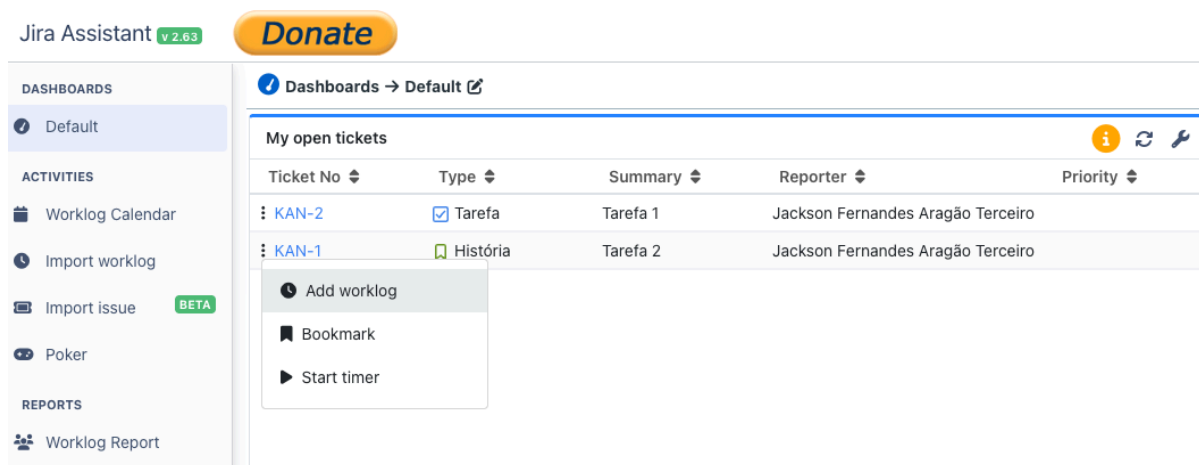 Jira Assistant v 2.63 Donate
DASHBOARDS
Default
ACTIVITIES
Worklog Calendar
Import worklog
Import issue BETA
Poker
REPORTS
Worklog Report
Dashboards → Default
My open tickets
Ticket No Type Summary Reporter Priority
KAN-2 Tarefa Tarefa 1 Jackson Fernandes Aragão Terceiro
KAN-1 História Tarefa 2 Jackson Fernandes Aragão Terceiro
Add worklog
Bookmark
Start timer